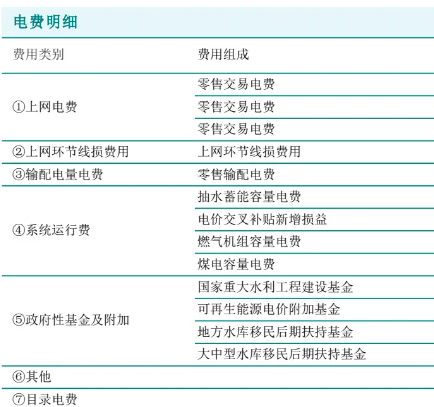 电费明细
费用类别 费用组成
①上网电费 零售交易电费
零售交易电费
零售交易电费
②上网环节线损费用 上网环节线损费用
③输配电量电费 零售输配电费
④系统运行费 抽水蓄能容量电费
电价交叉补贴新增损益
燃气机组容量电费
煤电容量电费
⑤政府性基金及附加 国家重大水利工程建设基金
可再生能源电价附加基金
地方水库移民后期扶持基金
大中型水库移民后期扶持基金
⑥其他
⑦目录电费